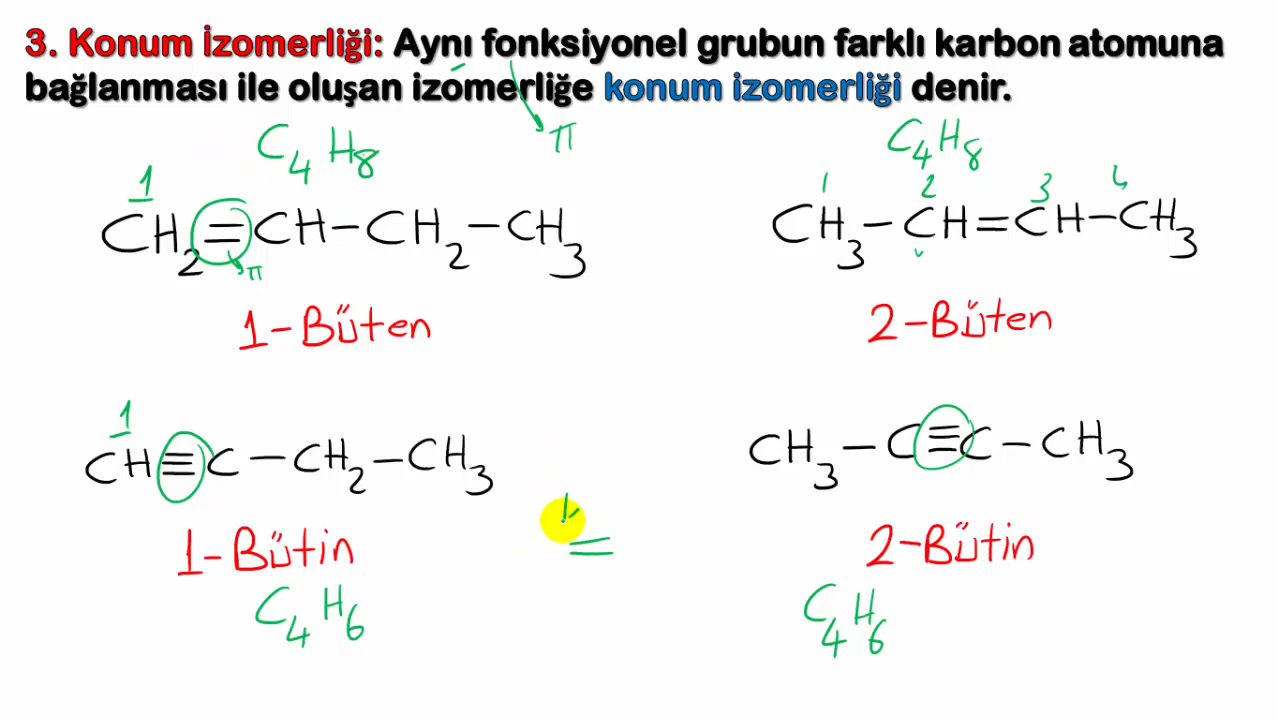 3. Konum İzomerliği: Aynı fonksiyonel grubun farklı karbon atomuna
bağlanması ile oluşan izomerliğe konum izomerliği denir.
π
C₄H₈
C₄H₈
1
1 2 3 4
CH₂=CH−CH₂−CH₃
CH₃−CH=CH−CH₃
π
1-Büten
2-Büten
1
CH≡C−CH₂−CH₃
CH₃−C≡C−CH₃
1-Bütin
2-Bütin
C₄H₆
C₄H₆